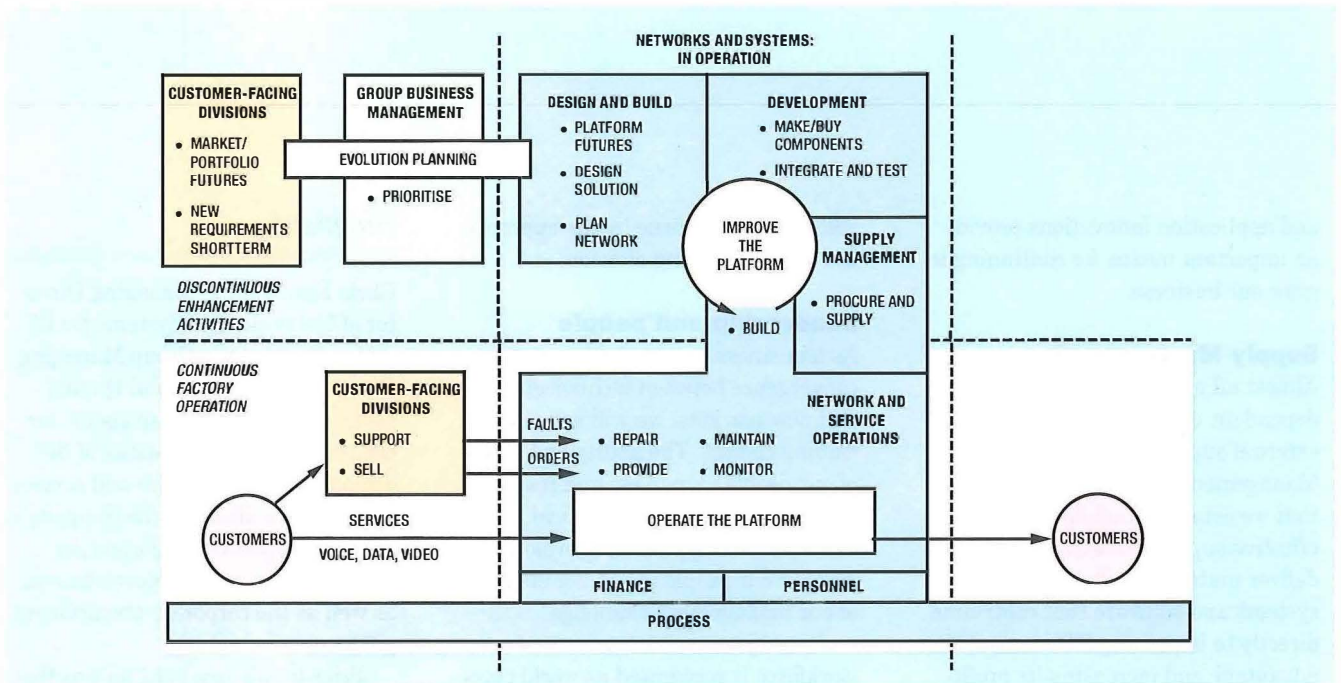 NETWORKS AND SYSTEMS:
IN OPERATION
CUSTOMER-FACING
DIVISIONS
• MARKET/
PORTFOLIO
FUTURES
• NEW
REQUIREMENTS
SHORTTERM
GROUP BUSINESS
MANAGEMENT
EVOLUTION PLANNING
• PRIORITISE
DESIGN AND BUILD
• PLATFORM
FUTURES
• DESIGN
SOLUTION
• PLAN
NETWORK
DEVELOPMENT
• MAKE/BUY
COMPONENTS
• INTEGRATE AND TEST
IMPROVE
THE
PLATFORM
• BUILD
SUPPLY
MANAGEMENT
• PROCURE AND
SUPPLY
DISCONTINUOUS
ENHANCEMENT
ACTIVITIES
CONTINUOUS
FACTORY
OPERATION
CUSTOMER-FACING
DIVISIONS
• SUPPORT
• SELL
FAULTS
ORDERS
NETWORK AND
SERVICE
OPERATIONS
• REPAIR
• MAINTAIN
• PROVIDE
• MONITOR
CUSTOMERS
SERVICES
VOICE, DATA, VIDEO
OPERATE THE PLATFORM
CUSTOMERS
FINANCE
PERSONNEL
PROCESS